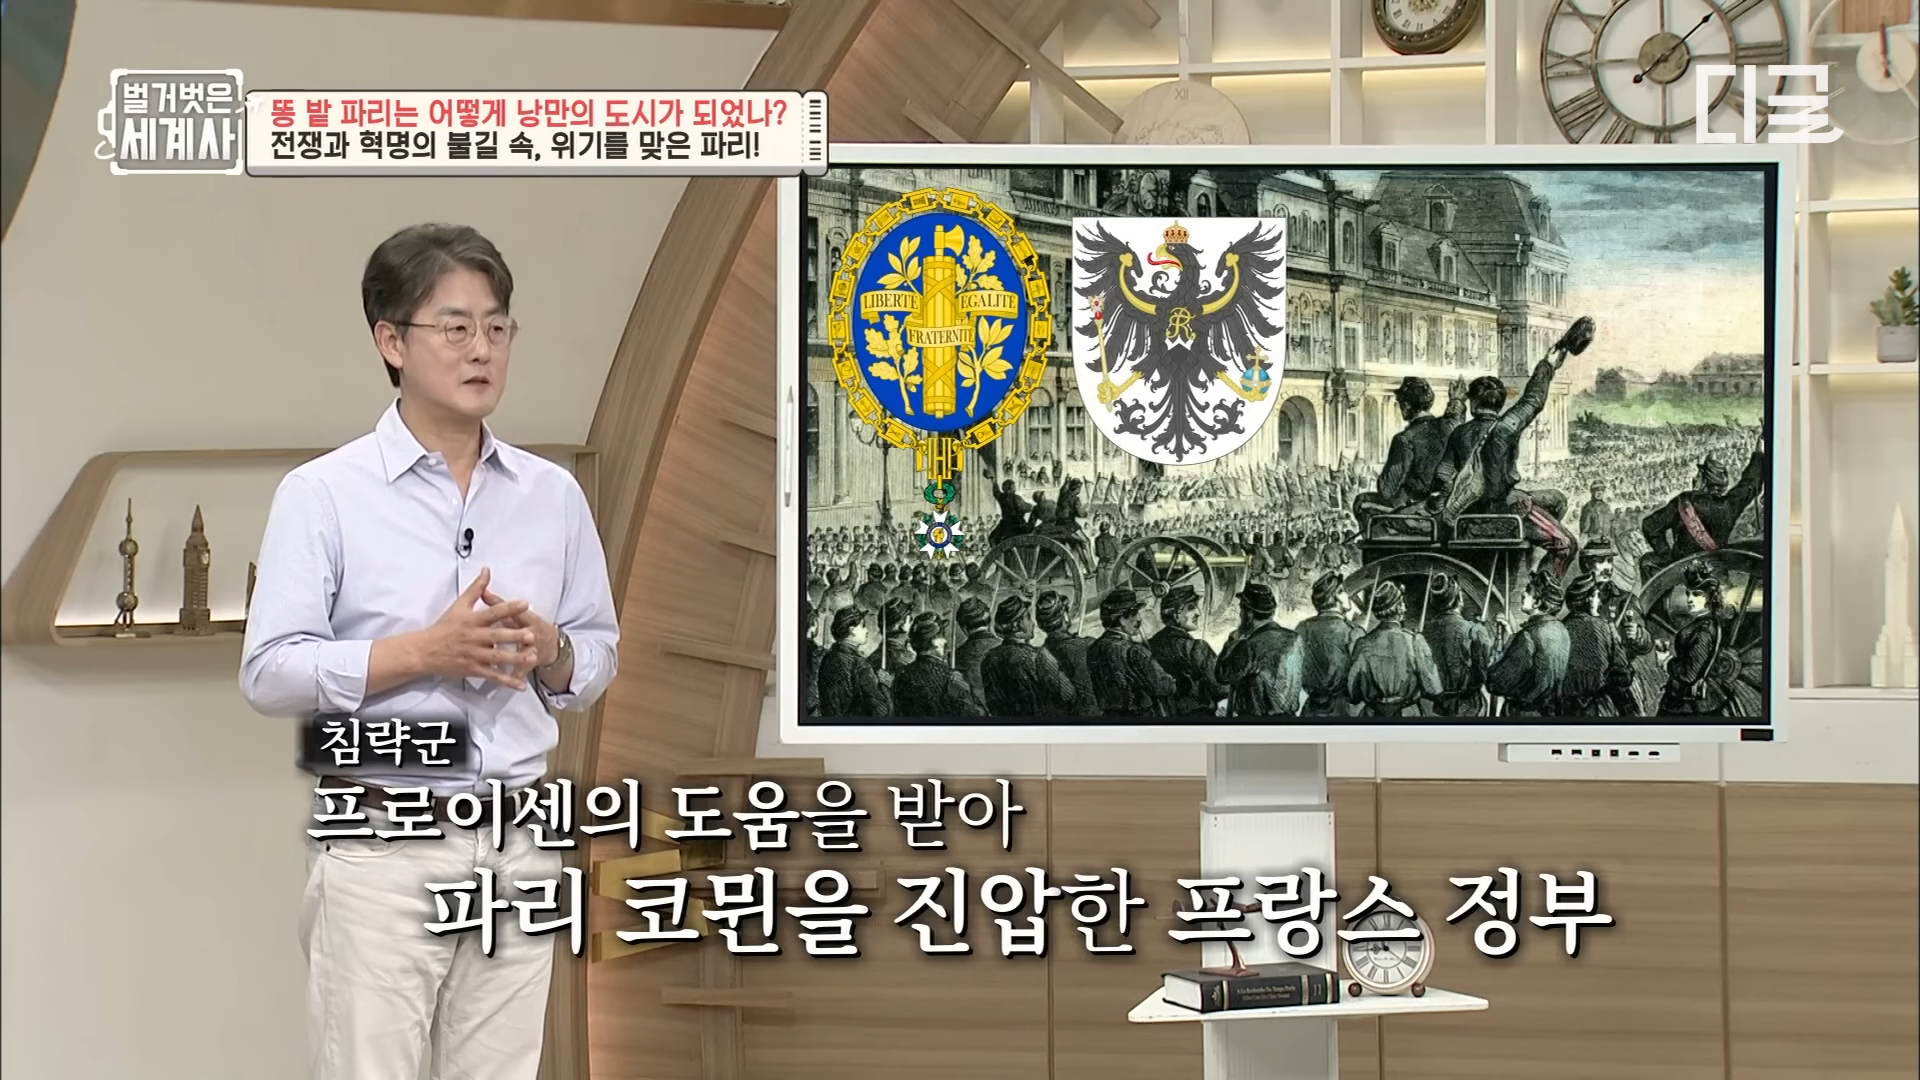 벌거벗은
세계사
똥 밭 파리는 어떻게 낭만의 도시가 되었나?
전쟁과 혁명의 불길 속, 위기를 맞은 파리!
디글
XII
LIBERTE
EGALITE
FRATERNITE
침략군
프로이센의 도움을 받아
파리 코뮌을 진압한 프랑스 정부